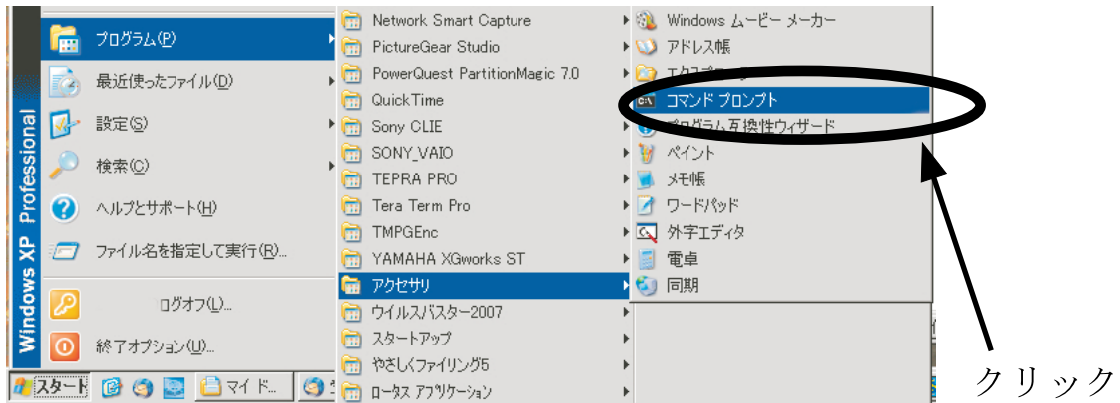 Windows XP Professional
プログラム(P)
最近使ったファイル(D)
設定(S)
検索(C)
ヘルプとサポート(H)
ファイル名を指定して実行(R)...
ログオフ(L)...
終了オプション(U)...
スタート
マイ ド...
Network Smart Capture
PictureGear Studio
PowerQuest PartitionMagic 7.0
QuickTime
Sony CLIE
SONY_VAIO
TEPRA PRO
Tera Term Pro
TMPGEnc
YAMAHA XGworks ST
アクセサリ
ウイルスバスター2007
スタートアップ
やさしくファイリング5
ロータス アプリケーション
Windows ムービー メーカー
アドレス帳
エクスプローラ
コマンド プロンプト
プログラム互換性ウィザード
ペイント
メモ帳
ワードパッド
外字エディタ
電卓
同期
クリック